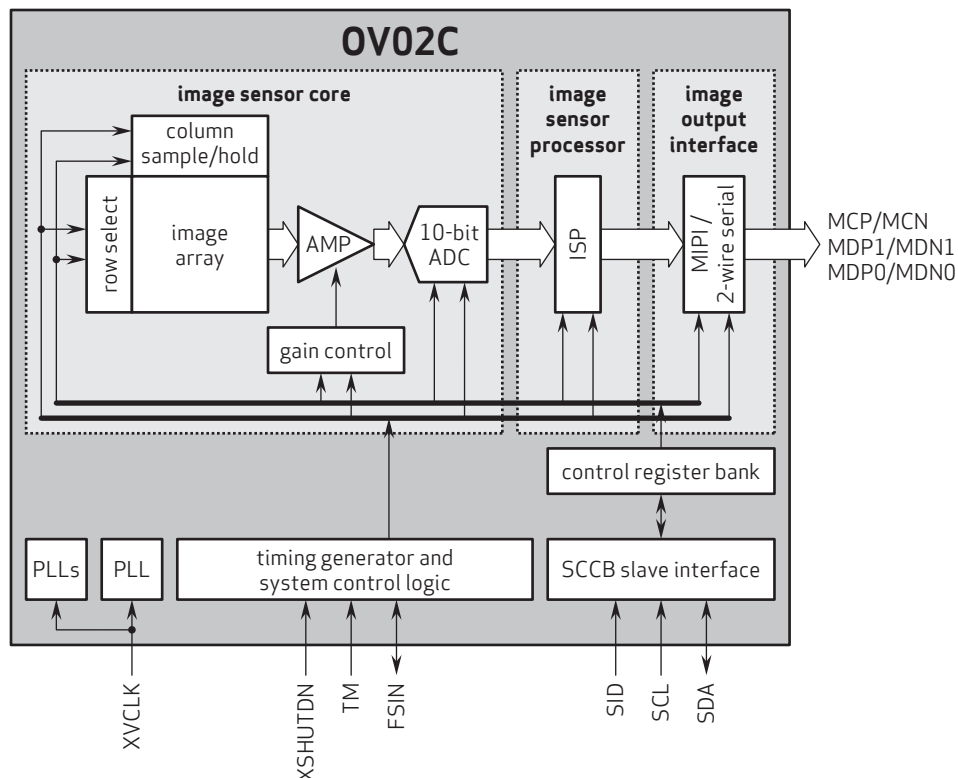 OV02C
image sensor core
image
sensor
processor
image
output
interface
column
sample/hold
row select
image
array
AMP
10-bit
ADC
gain control
ISP
MIPI /
2-wire serial
MCP/MCN
MDP1/MDN1
MDP0/MDN0
control register bank
PLLs
PLL
timing generator and
system control logic
SCCB slave interface
XVCLK
XSHUTDN
TM
FSIN
SID
SCL
SDA